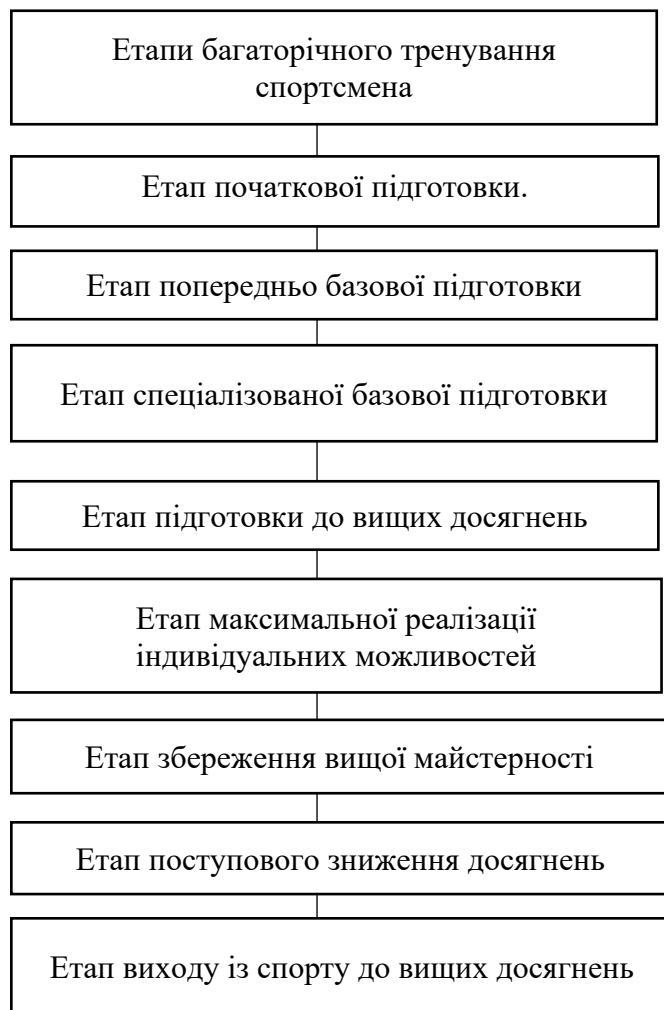 Етапи багаторічного тренування
спортсмена
Етап початкової підготовки.
Етап попередньо базової підготовки
Етап спеціалізованої базової підготовки
Етап підготовки до вищих досягнень
Етап максимальної реалізації
індивідуальних можливостей
Етап збереження вищої майстерності
Етап поступового зниження досягнень
Етап виходу із спорту до вищих досягнень